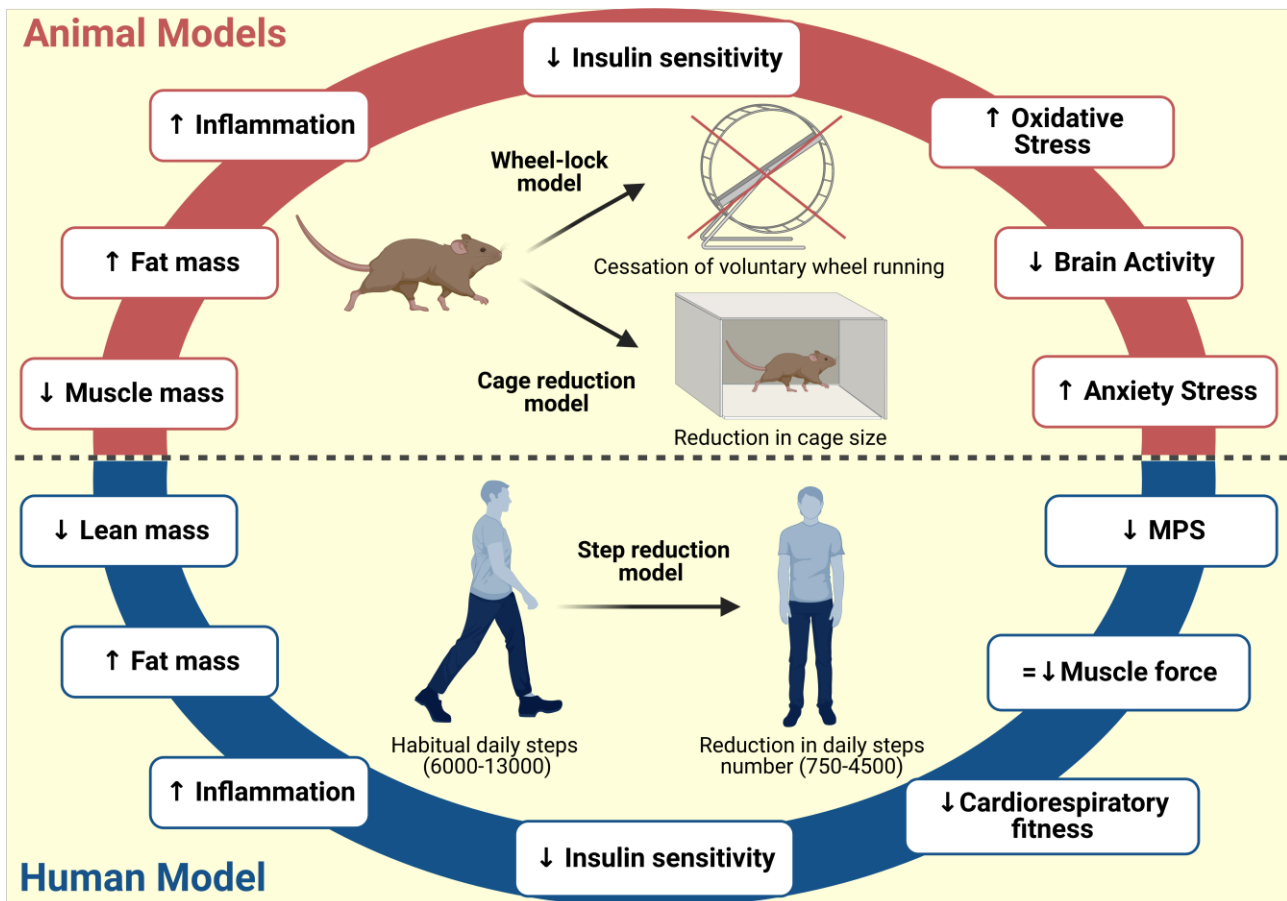 Animal Models
↓ Insulin sensitivity
↑ Inflammation
↑ Oxidative
Stress
Wheel-lock
model
↑ Fat mass
Cessation of voluntary wheel running
↓ Brain Activity
Cage reduction
model
↓ Muscle mass
↑ Anxiety Stress
Reduction in cage size
↓ Lean mass
↓ MPS
Step reduction
model
↑ Fat mass
=↓Muscle force
Habitual daily steps
(6000-13000)
Reduction in daily steps
number (750-4500)
↑ Inflammation
↓Cardiorespiratory
fitness
↓ Insulin sensitivity
Human Model